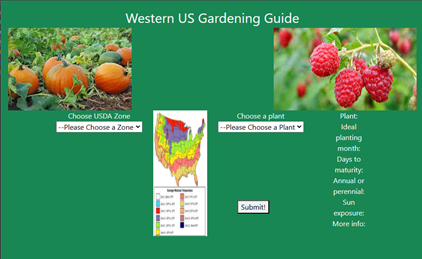 Western US Gardening Guide
Choose USDA Zone
--Please Choose a Zone
Choose a plant
--Please Choose a Plant
Submit!
Plant:
Ideal
planting
month:
Days to
maturity:
Annual or
perennial:
Sun
exposure:
More info: